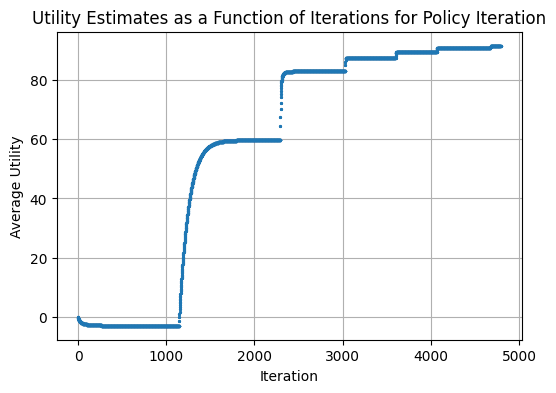 Utility Estimates as a Function of Iterations for Policy Iteration
80
60
40
20
0
Average Utility
0 1000 2000 3000 4000 5000
Iteration